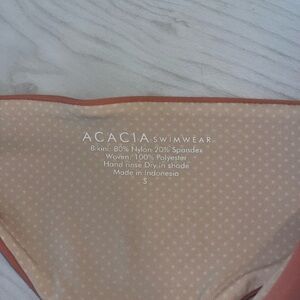 ACACIA SWIMWEAR
Bikini: 80% Nylon 20% Spandex
Woven: 100% Polyester
Hand rinse Dry in shade
Made in Indonesia
S